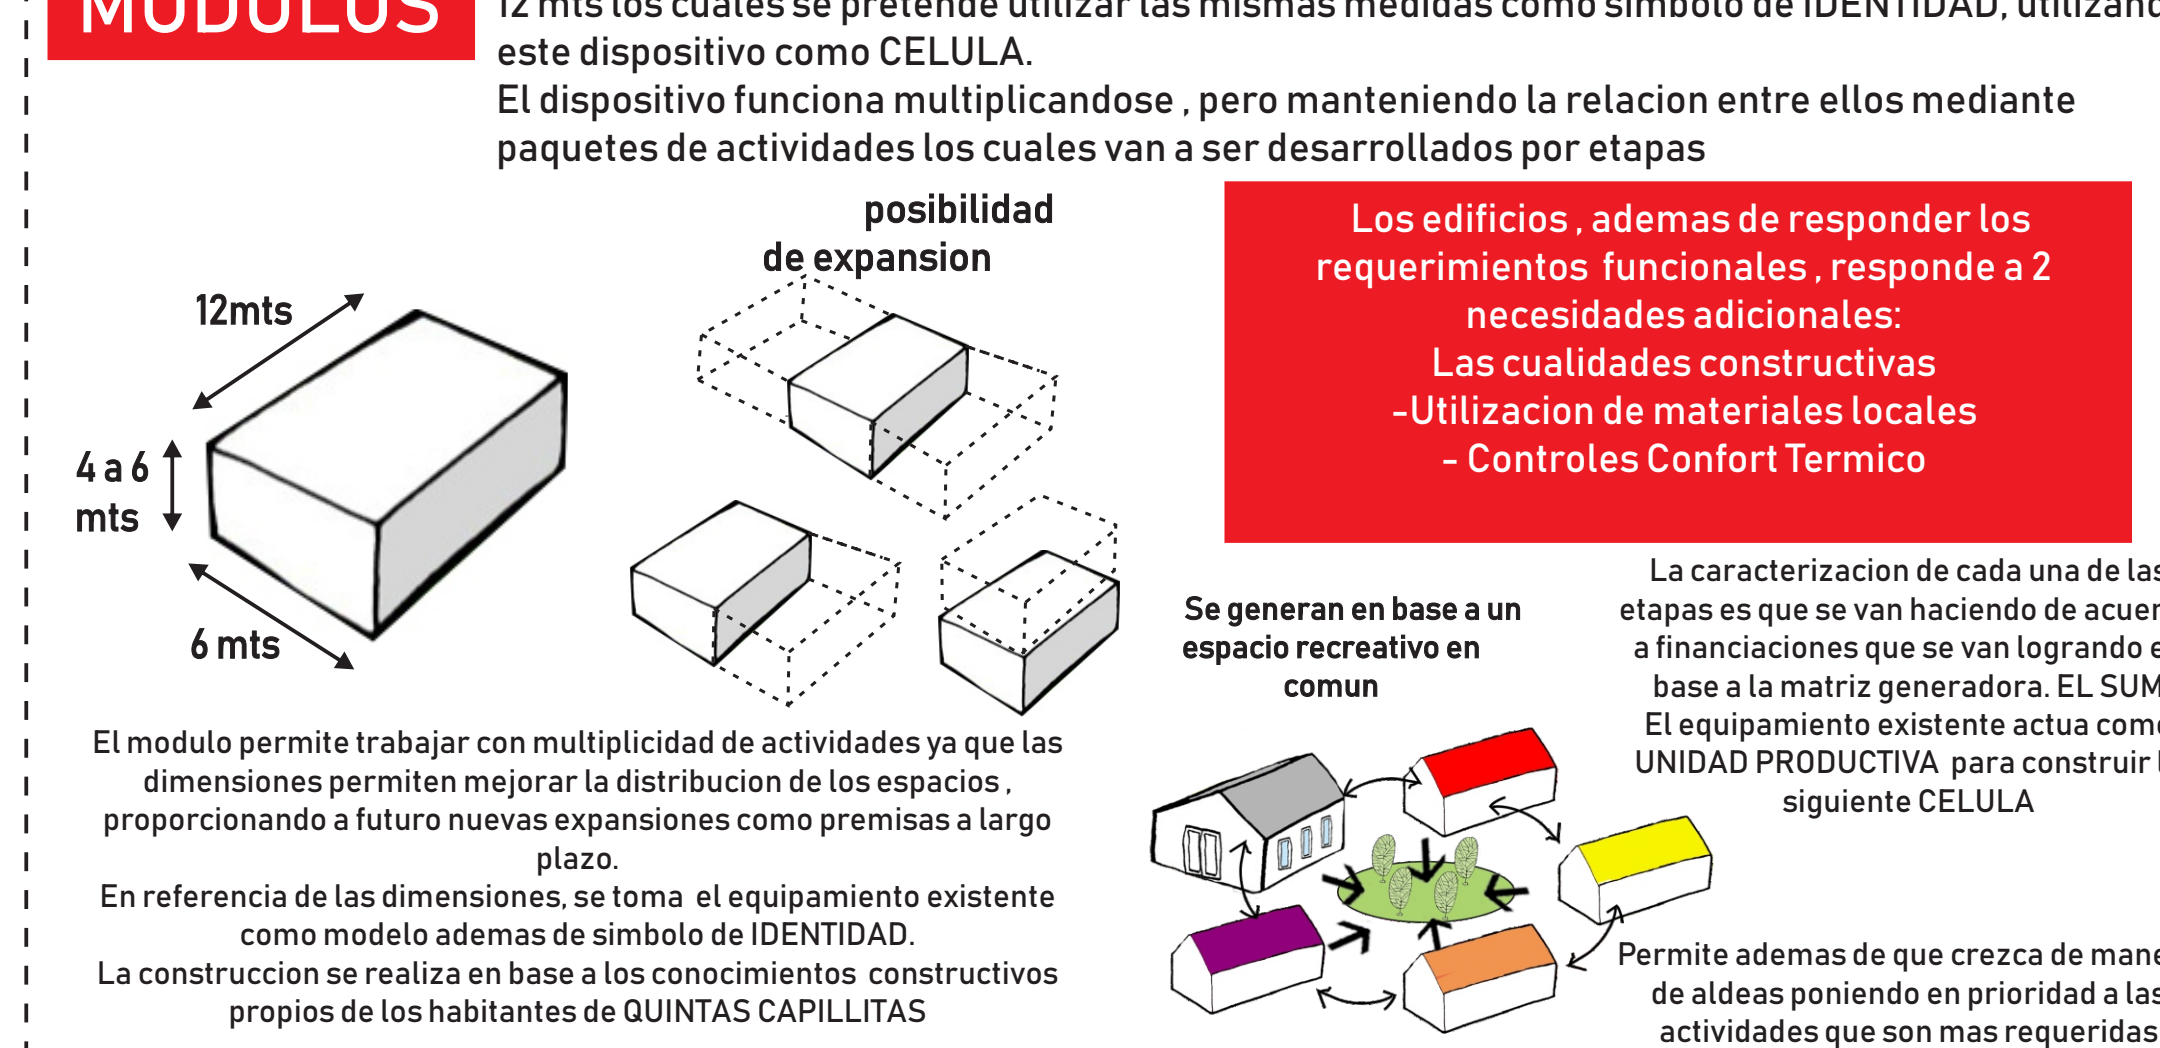 MODULOS
12 mts los cuales se pretende utilizar las mismas medidas como simbolo de IDENTIDAD, utilizand
este dispositivo como CELULA.
El dispositivo funciona multiplicandose , pero manteniendo la relacion entre ellos mediante
paquetes de actividades los cuales van a ser desarrollados por etapas
posibilidad
de expansion
12mts
4 a 6
mts
6 mts
Los edificios , ademas de responder los
requerimientos funcionales , responde a 2
necesidades adicionales:
Las cualidades constructivas
-Utilizacion de materiales locales
- Controles Confort Termico
Se generan en base a un
espacio recreativo en
comun
La caracterizacion de cada una de las
etapas es que se van haciendo de acuer
a financiaciones que se van logrando e
base a la matriz generadora. EL SUM
El equipamiento existente actua como
UNIDAD PRODUCTIVA para construir l
siguiente CELULA
El modulo permite trabajar con multiplicidad de actividades ya que las
dimensiones permiten mejorar la distribucion de los espacios ,
proporcionando a futuro nuevas expansiones como premisas a largo
plazo.
En referencia de las dimensiones, se toma el equipamiento existente
como modelo ademas de simbolo de IDENTIDAD.
La construccion se realiza en base a los conocimientos constructivos
propios de los habitantes de QUINTAS CAPILLITAS
Permite ademas de que crezca de mane
de aldeas poniendo en prioridad a las
actividades que son mas requeridas